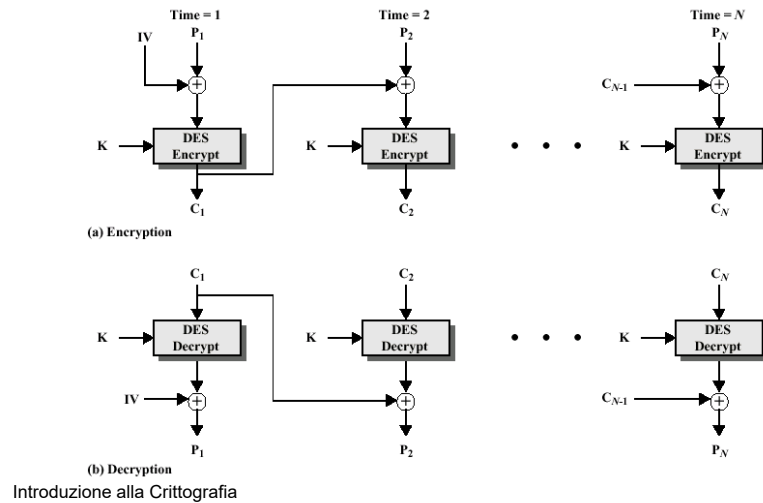 Time = 1 Time = 2 Time = N
IV P1 P2 PN
CN-1
K DES Encrypt K DES Encrypt • • • K DES Encrypt
C1 C2 CN
(a) Encryption
C1 C2 CN
K DES Decrypt K DES Decrypt • • • K DES Decrypt
IV CN-1
P1 P2 PN
(b) Decryption
Introduzione alla Crittografia